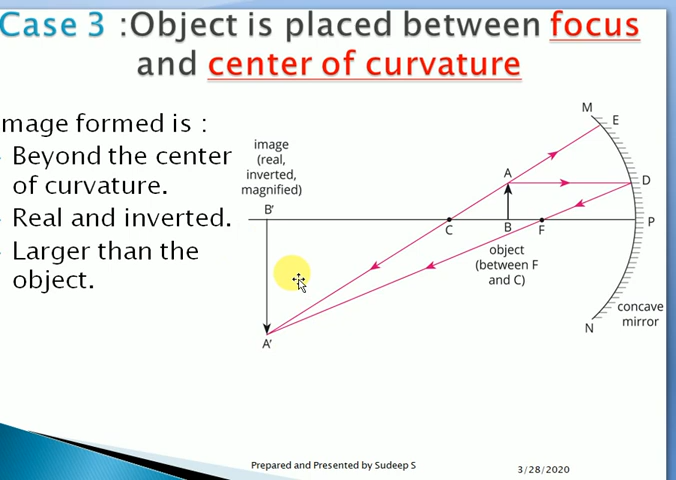 Case 3 :Object is placed between focus
and center of curvature
mage formed is :
Beyond the center
of curvature.
Real and inverted.
Larger than the
object.
image
(real,
inverted,
magnified)
B'
A'
C
A
B
F
object
(between F
and C)
M
E
D
P
N
concave
mirror
Prepared and Presented by Sudeep S
3/28/2020